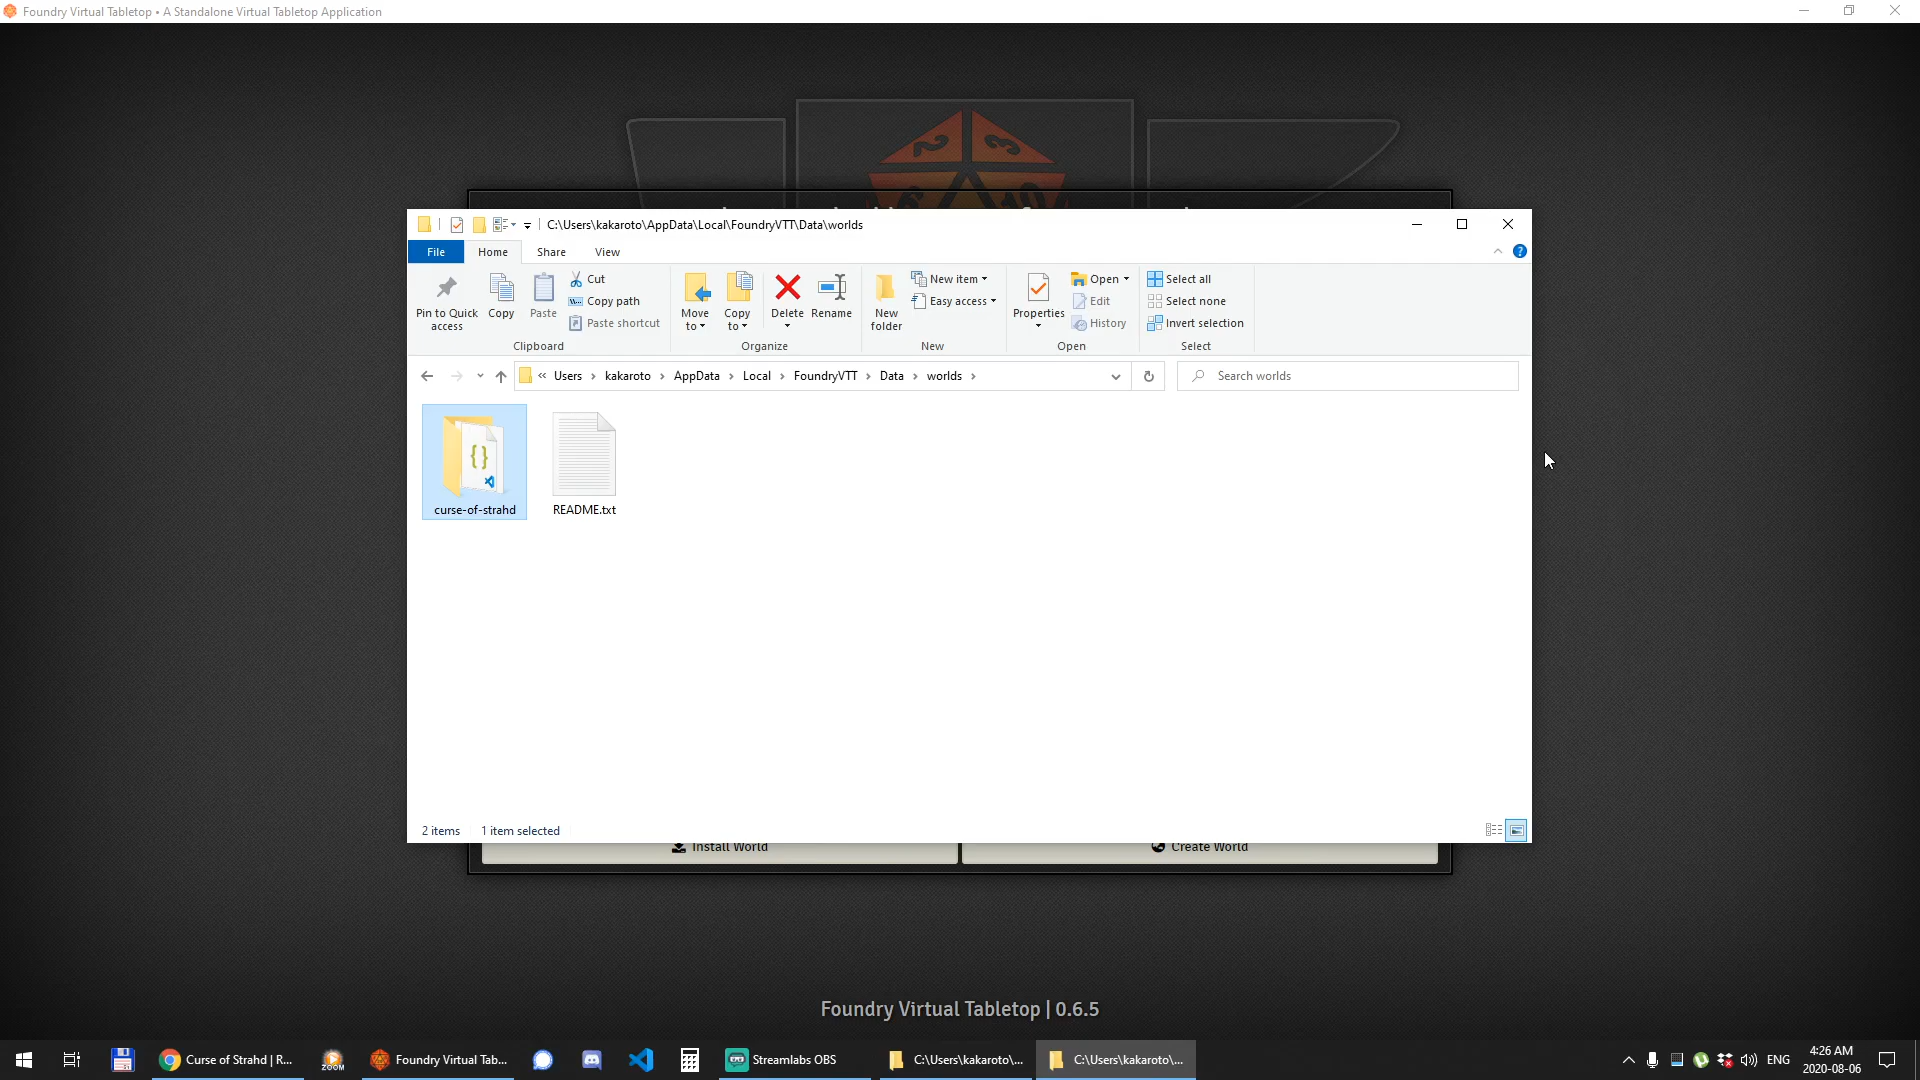 Foundry Virtual Tabletop • A Standalone Virtual Tabletop Application
C:\Users\kakaroto\AppData\Local\FoundryVTT\Data\worlds
File Home Share View
Pin to Quick access
Copy
Paste
Cut
Copy path
Paste shortcut
Clipboard
Move to
Copy to
Delete
Rename
Organize
New folder
New item
Easy access
New
Properties
Open
Edit
History
Open
Select all
Select none
Invert selection
Select
« Users > kakaroto > AppData > Local > FoundryVTT > Data > worlds >
Search worlds
curse-of-strahd
README.txt
2 items 1 item selected
Install World
Create World
Foundry Virtual Tabletop | 0.6.5
Curse of Strahd | R...
ZOOM
Foundry Virtual Tab...
Streamlabs OBS
C:\Users\kakaroto\...
C:\Users\kakaroto\...
ENG
4:26 AM
2020-08-06